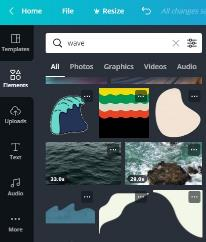 Home File Resize All changes s
Templates
wave
Elements
All Photos Graphics Videos Audio
Uploads
Text
33.0s 29.0s
Audio
More